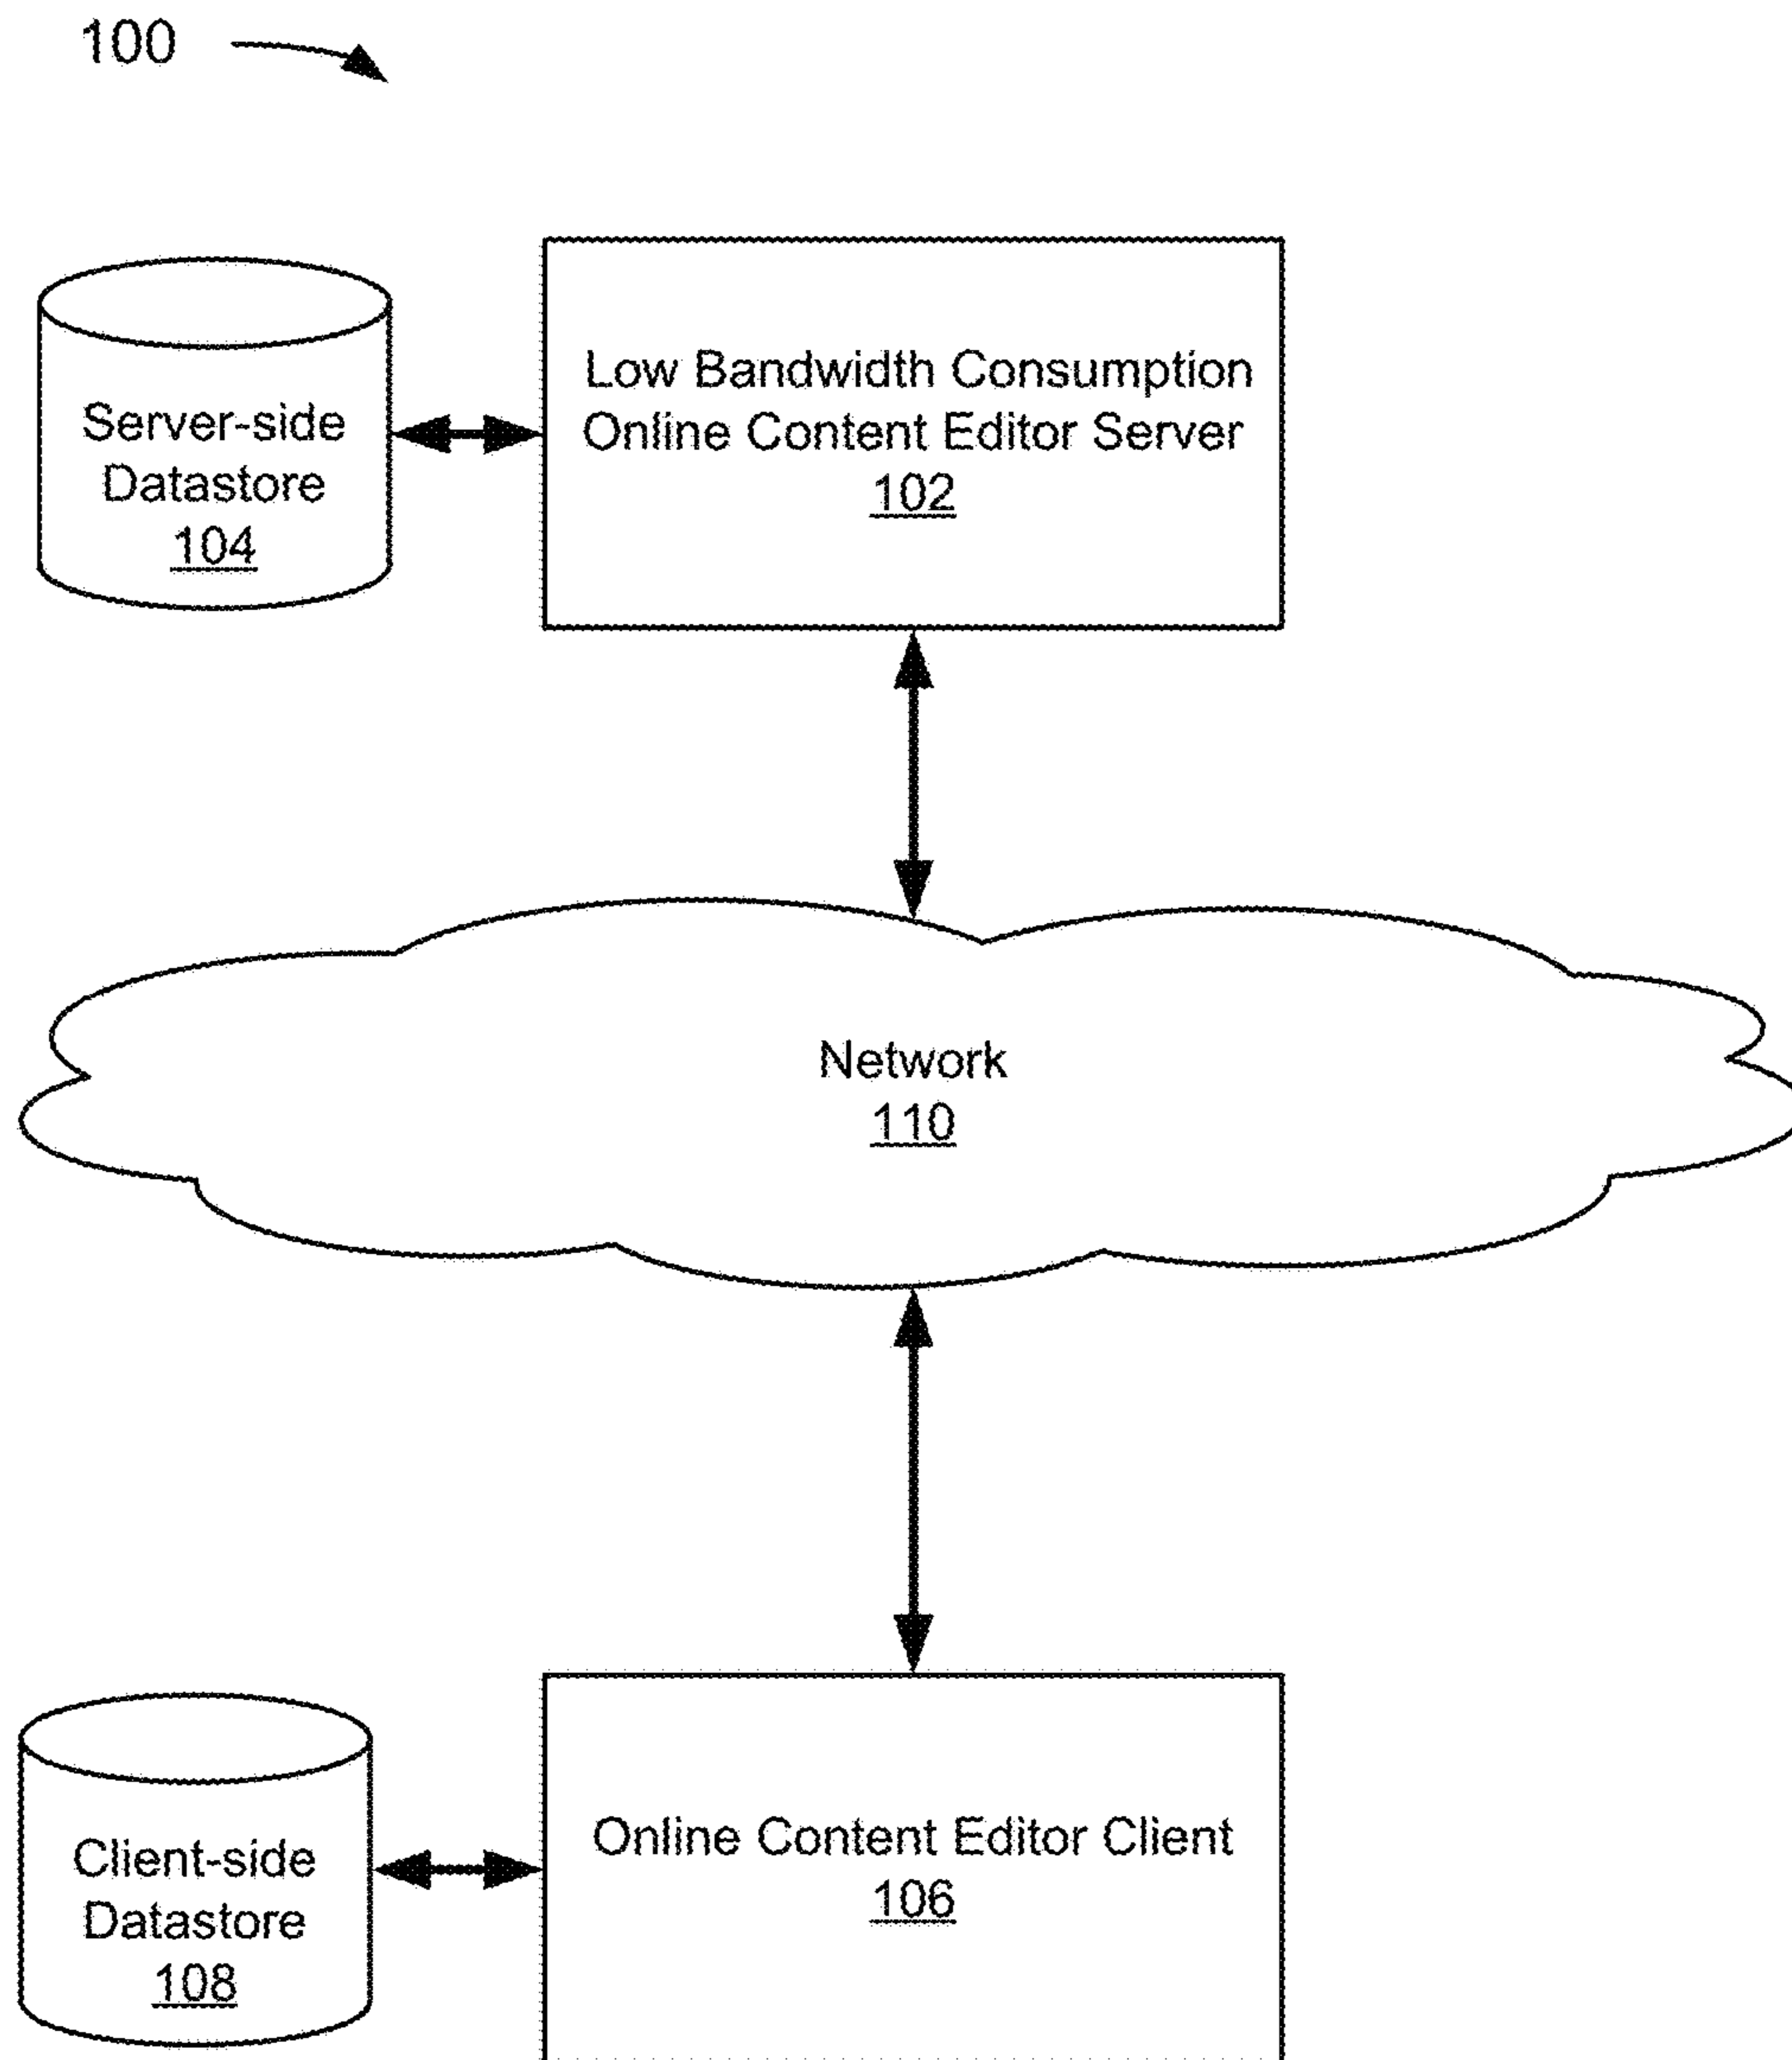 100
Low Bandwidth Consumption
Online Content Editor Server
102
Server-side
Datastore
104
Network
110
Online Content Editor Client
106
Client-side
Datastore
108